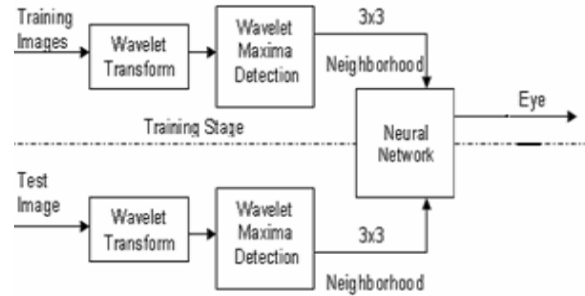 Training
Images
Wavelet
Transform
Wavelet
Maxima
Detection
3x3
Neighborhood
Neural
Network
Eye
Training Stage
Test
Image
Wavelet
Transform
Wavelet
Maxima
Detection
3x3
Neighborhood